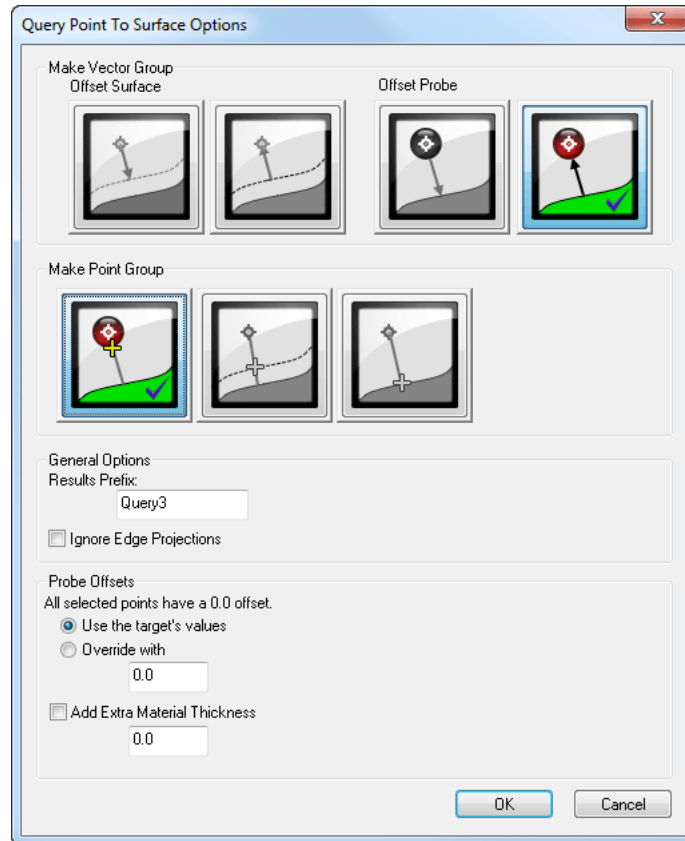 Query Point To Surface Options
Make Vector Group
Offset Surface
Offset Probe
Make Point Group
General Options
Results Prefix:
Query3
Ignore Edge Projections
Probe Offsets
All selected points have a 0.0 offset.
Use the target's values
Override with
0.0
Add Extra Material Thickness
0.0
OK
Cancel